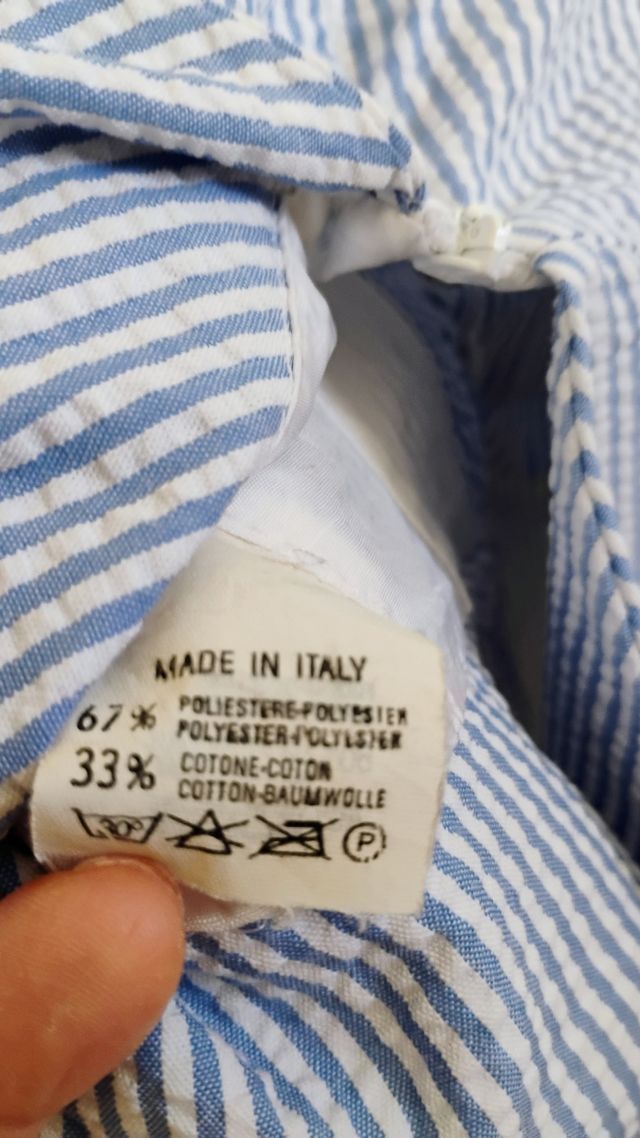 MADE IN ITALY
67% POLIESTERE-POLYESTER
POLYESTER-POLYESTER
33% COTONE-COTON
COTTON-BAUMWOLLE
30° P